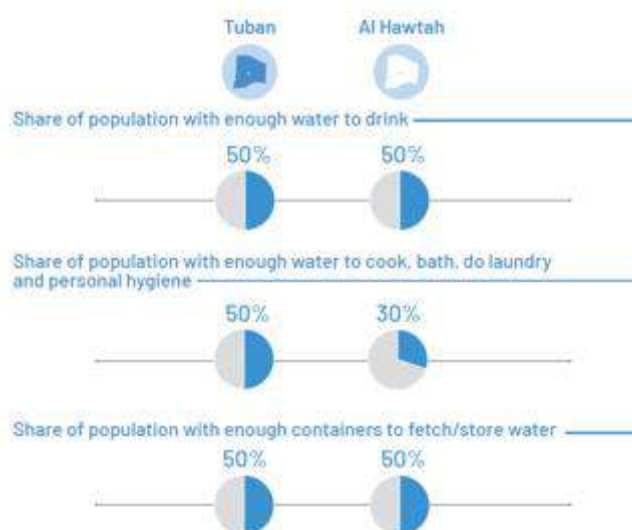 Tuban Al Hawtah
Share of population with enough water to drink
50% 50%
Share of population with enough water to cook, bath, do laundry
and personal hygiene
50% 30%
Share of population with enough containers to fetch/store water
50% 50%